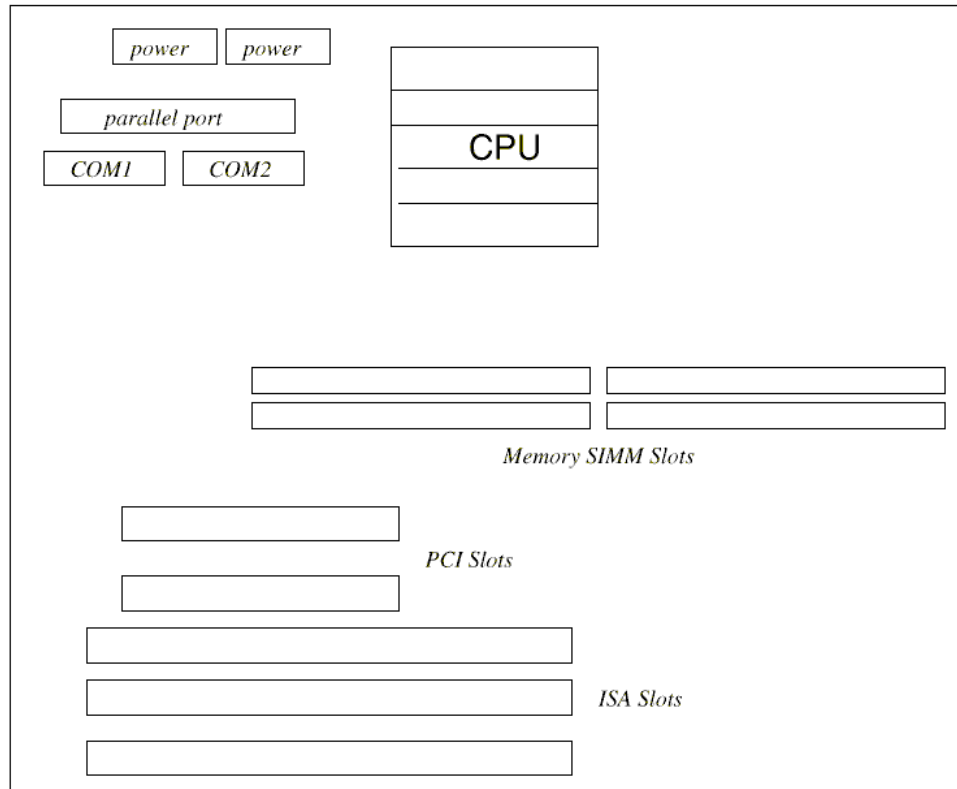 power power
parallel port
COM1 COM2
CPU
Memory SIMM Slots
PCI Slots
ISA Slots